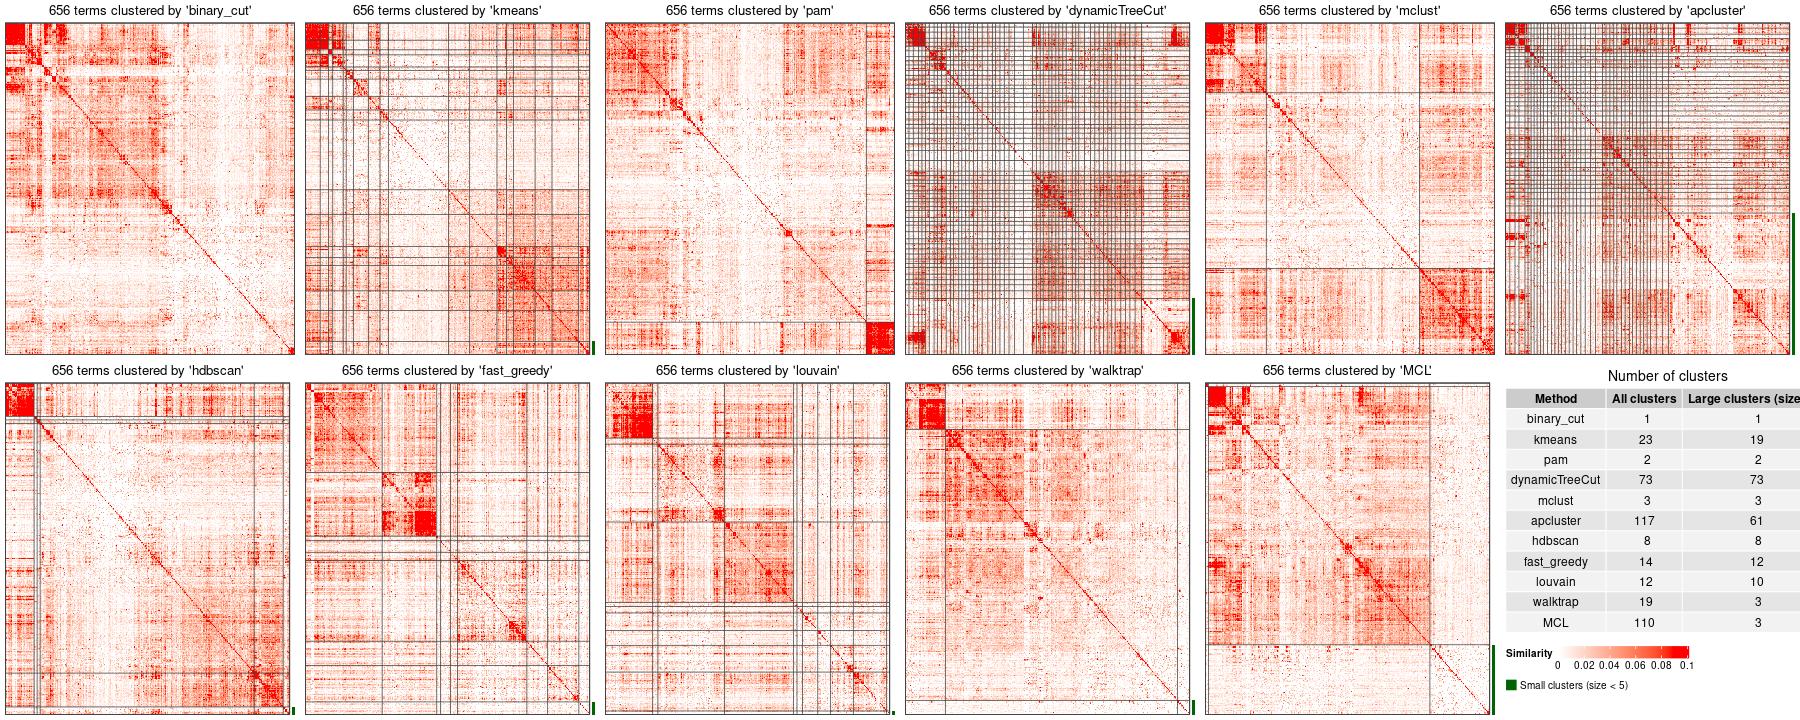 656 terms clustered by 'binary_cut'
656 terms clustered by 'kmeans'
656 terms clustered by 'pam'
656 terms clustered by 'dynamicTreeCut'
656 terms clustered by 'mclust'
656 terms clustered by 'apcluster'
656 terms clustered by 'hdbscan'
656 terms clustered by 'fast_greedy'
656 terms clustered by 'louvain'
656 terms clustered by 'walktrap'
656 terms clustered by 'MCL'
Number of clusters
Method All clusters Large clusters (size
binary_cut 1 1
kmeans 23 19
pam 2 2
dynamicTreeCut 73 73
mclust 3 3
apcluster 117 61
hdbscan 8 8
fast_greedy 14 12
louvain 12 10
walktrap 19 3
MCL 110 3
Similarity
0 0.02 0.04 0.06 0.08 0.1
Small clusters (size < 5)